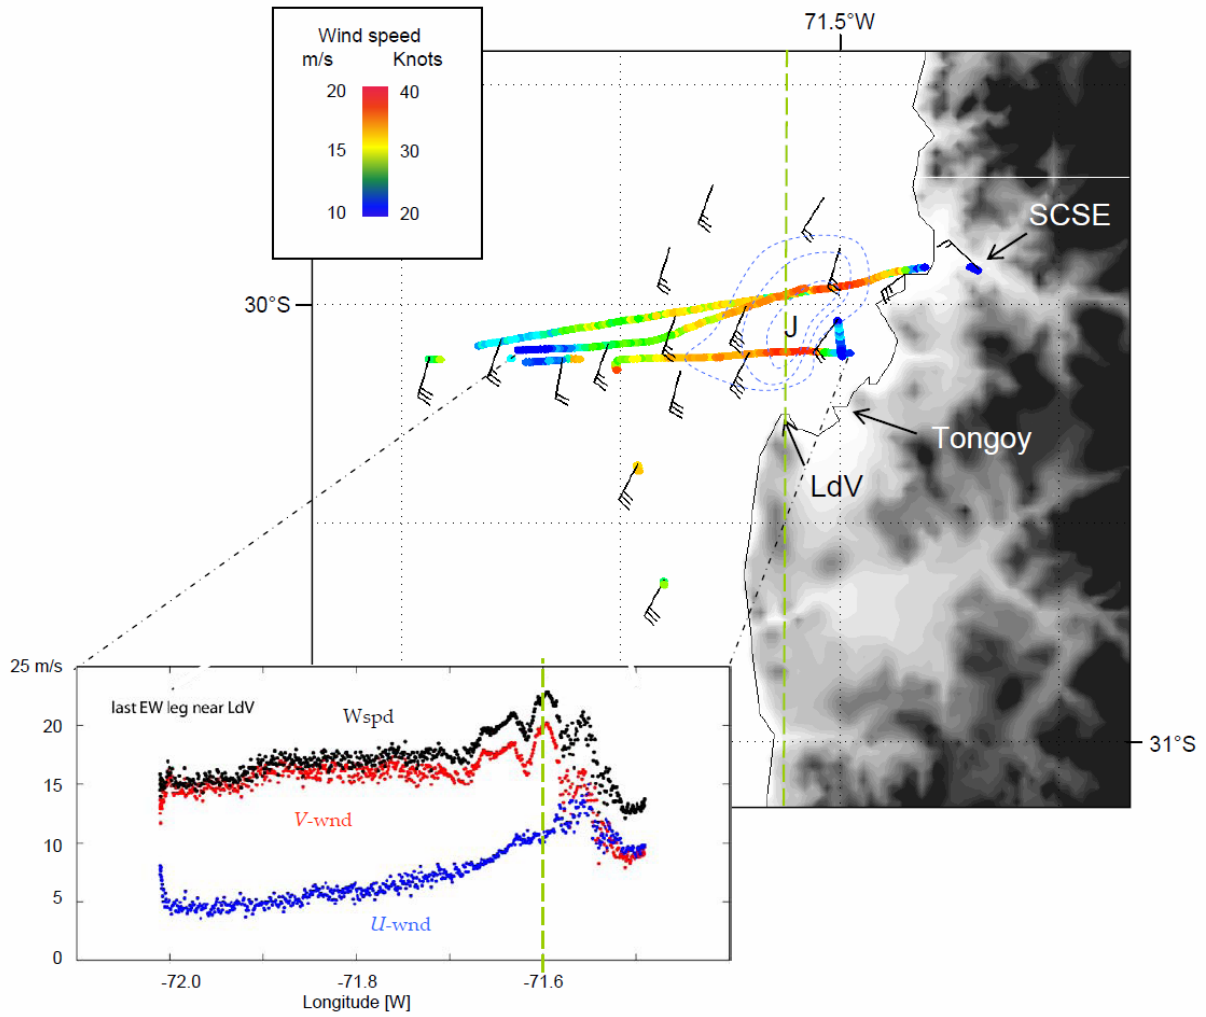 Wind speed
m/s Knots
20 40
15 30
10 20
71.5°W
SCSE
30°S
J
Tongoy
LdV
31°S
25 m/s
last EW leg near LdV
Wspd
20
15
V-wnd
10
5
U-wnd
0
-72.0 -71.8 -71.6
Longitude [W]